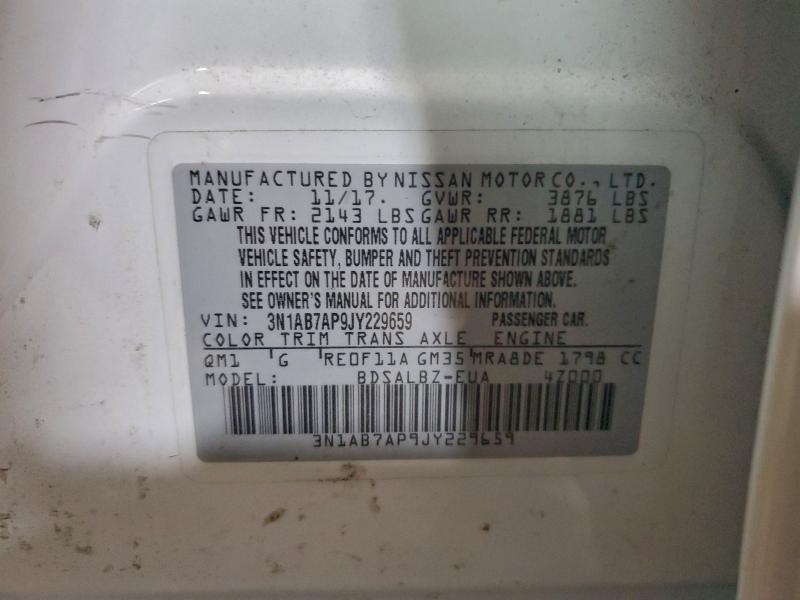 MANUFACTURED BY NISSAN MOTOR CO., LTD.
DATE: 11/17. GVWR: 3876 LBS
GAWR FR: 2143 LBS GAWR RR: 1881 LBS
THIS VEHICLE CONFORMS TO ALL APPLICABLE FEDERAL MOTOR
VEHICLE SAFETY, BUMPER AND THEFT PREVENTION STANDARDS
IN EFFECT ON THE DATE OF MANUFACTURE SHOWN ABOVE.
SEE OWNER'S MANUAL FOR ADDITIONAL INFORMATION.
VIN: 3N1AB7AP9JY229659 PASSENGER CAR.
COLOR TRIM TRANS AXLE ENGINE
QM1 G RE0F11A GM35 MRA8DE 1798 CC
MODEL: BDSALBZ-EUA 4Z000
3N1AB7AP9JY229659